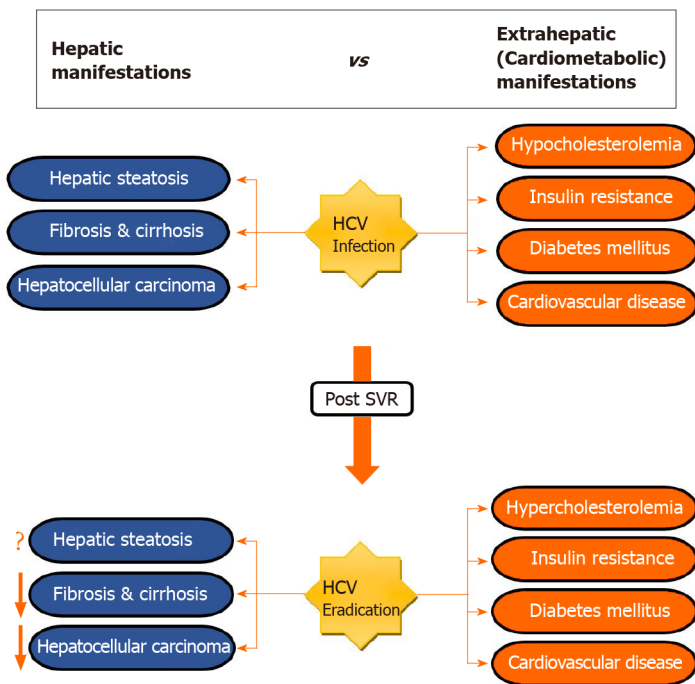 Hepatic
manifestations
vs
Extrahepatic
(Cardiometabolic)
manifestations
Hepatic steatosis
Fibrosis & cirrhosis
Hepatocellular carcinoma
HCV
Infection
Hypocholesterolemia
Insulin resistance
Diabetes mellitus
Cardiovascular disease
Post SVR
?
Hepatic steatosis
Fibrosis & cirrhosis
Hepatocellular carcinoma
HCV
Eradication
Hypercholesterolemia
Insulin resistance
Diabetes mellitus
Cardiovascular disease